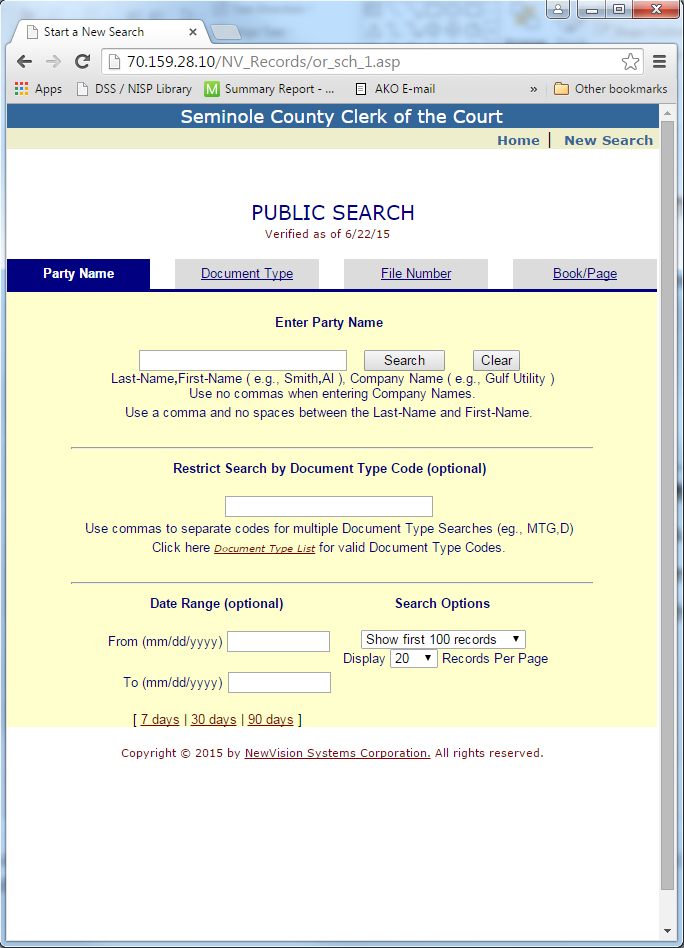 Start a New Search
70.159.28.10/NV_Records/or_sch_1.asp
Apps DSS / NISP Library M Summary Report - ... AKO E-mail » Other bookmarks
Seminole County Clerk of the Court
Home | New Search
PUBLIC SEARCH
Verified as of 6/22/15
Party Name Document Type File Number Book/Page
Enter Party Name
Search Clear
Last-Name,First-Name ( e.g., Smith,Al ), Company Name ( e.g., Gulf Utility )
Use no commas when entering Company Names.
Use a comma and no spaces between the Last-Name and First-Name.
Restrict Search by Document Type Code (optional)
Use commas to separate codes for multiple Document Type Searches (eg., MTG,D)
Click here Document Type List for valid Document Type Codes.
Date Range (optional) Search Options
From (mm/dd/yyyy) Show first 100 records
Display 20 Records Per Page
To (mm/dd/yyyy)
[ 7 days | 30 days | 90 days ]
Copyright © 2015 by NewVision Systems Corporation. All rights reserved.